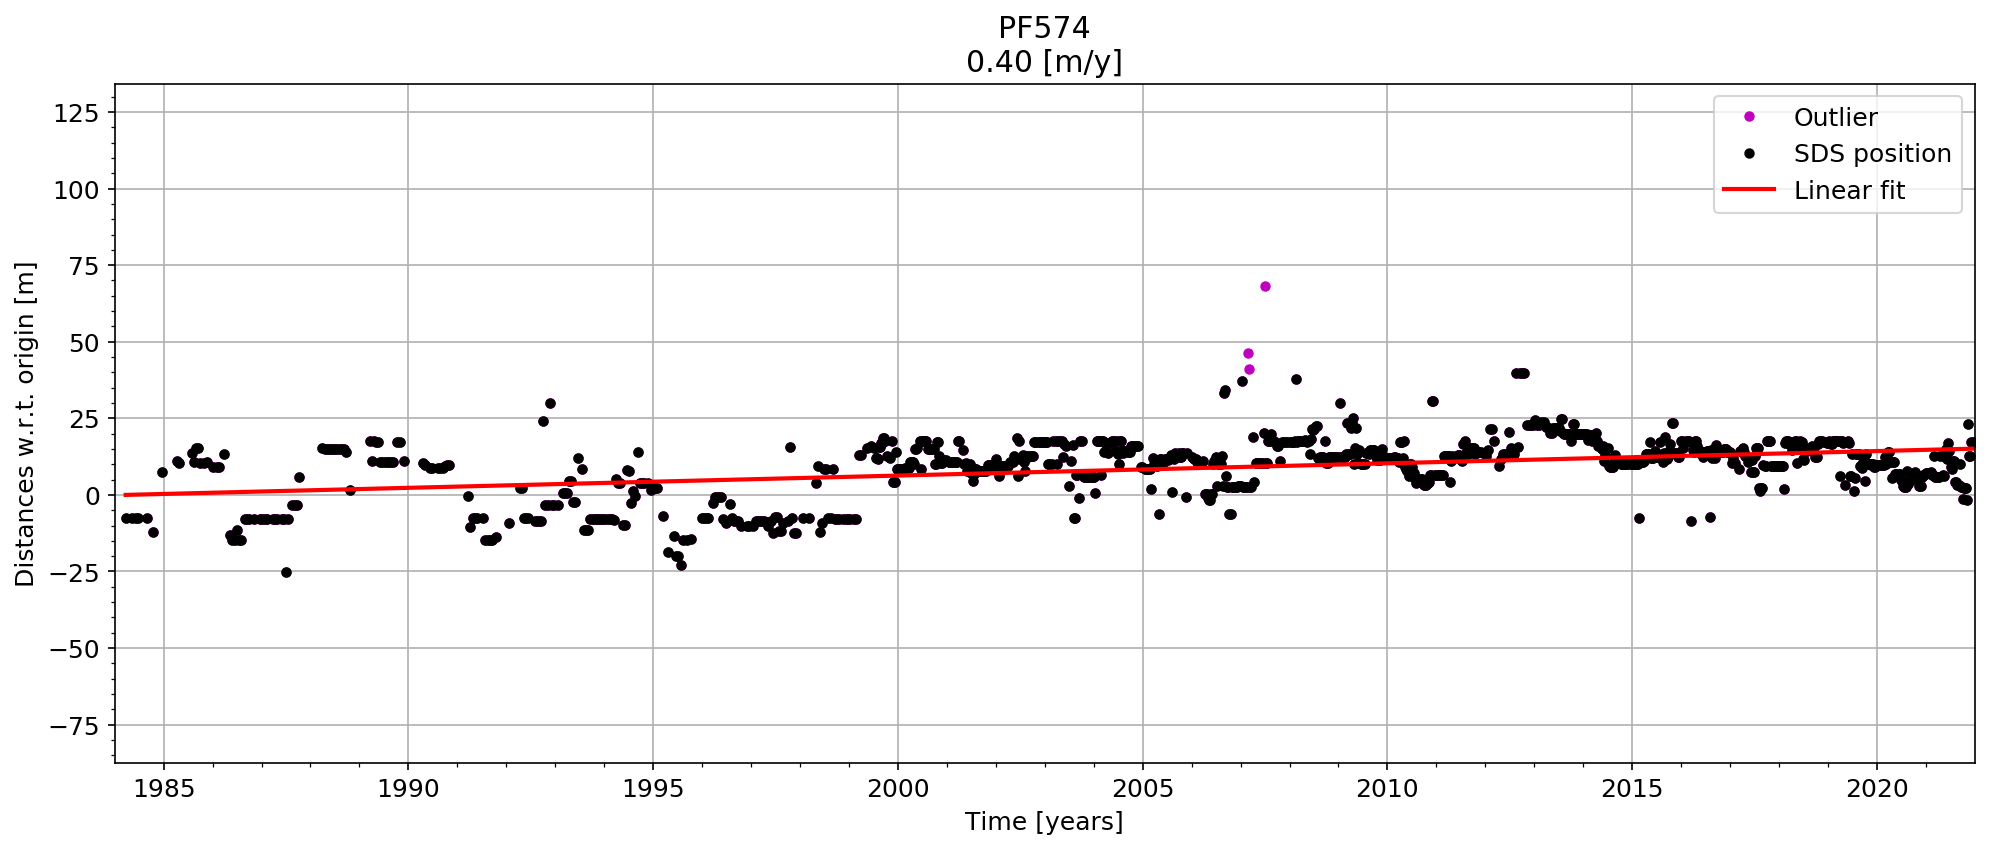 PF574
0.40 [m/y]
Distances w.r.t. origin [m]
125
100
75
50
25
0
−25
−50
−75
Outlier
SDS position
Linear fit
1985 1990 1995 2000 2005 2010 2015 2020
Time [years]